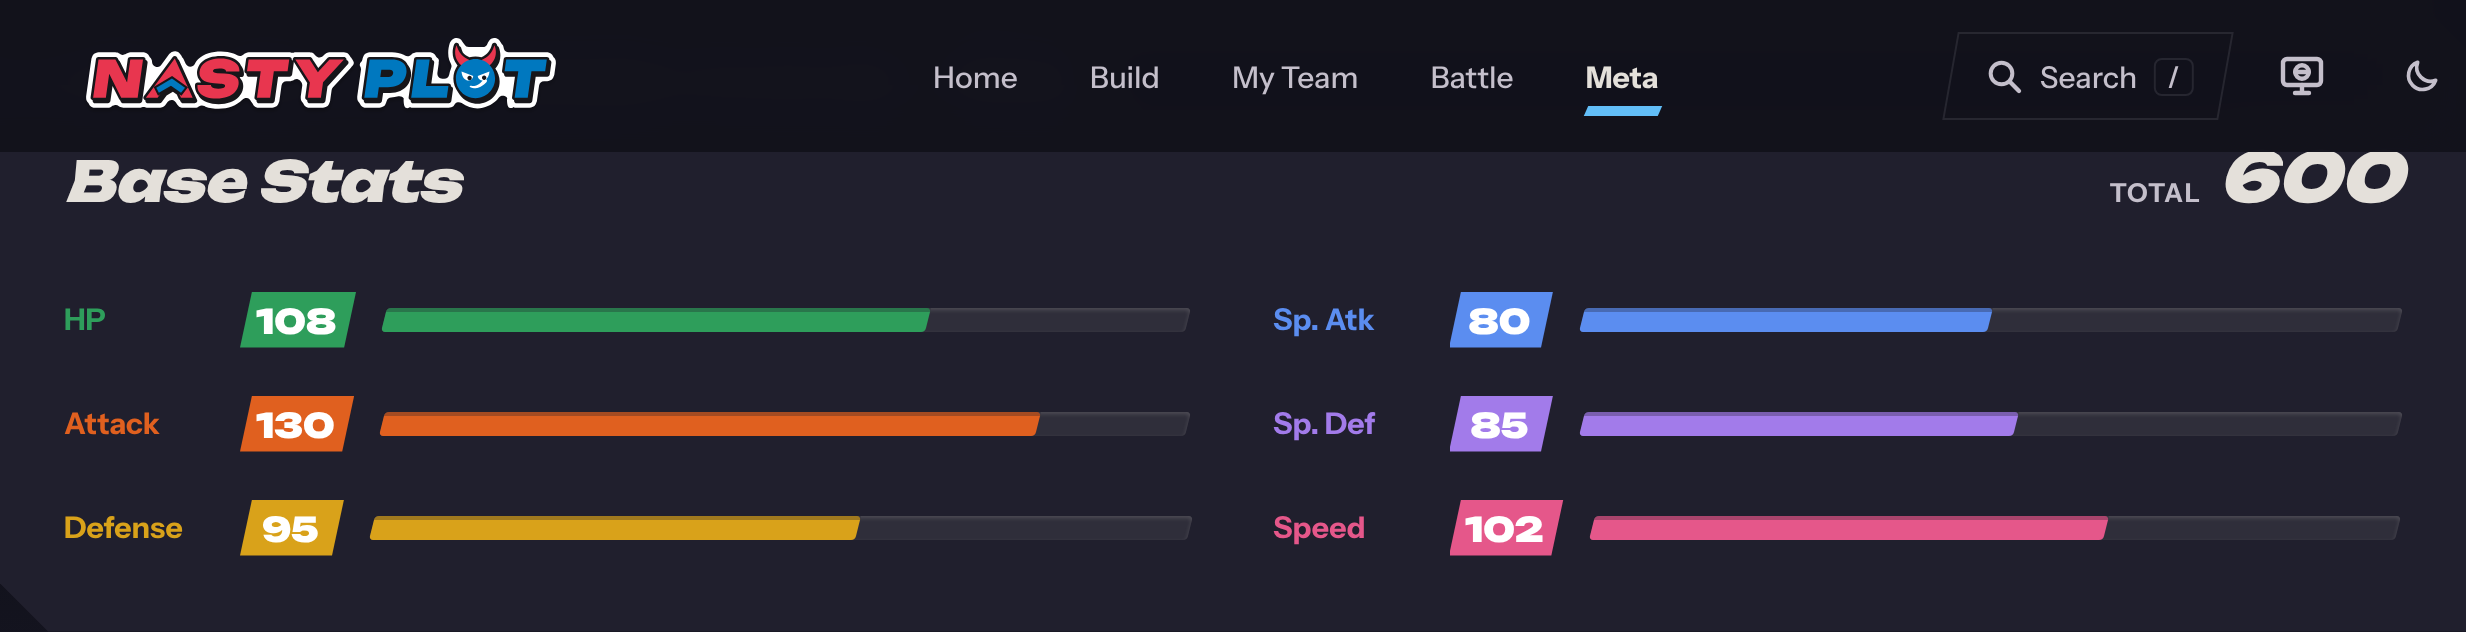 NASTY PLOT
Home Build My Team Battle Meta Search /
Base Stats
TOTAL 600
HP 108
Attack 130
Defense 95
Sp. Atk 80
Sp. Def 85
Speed 102